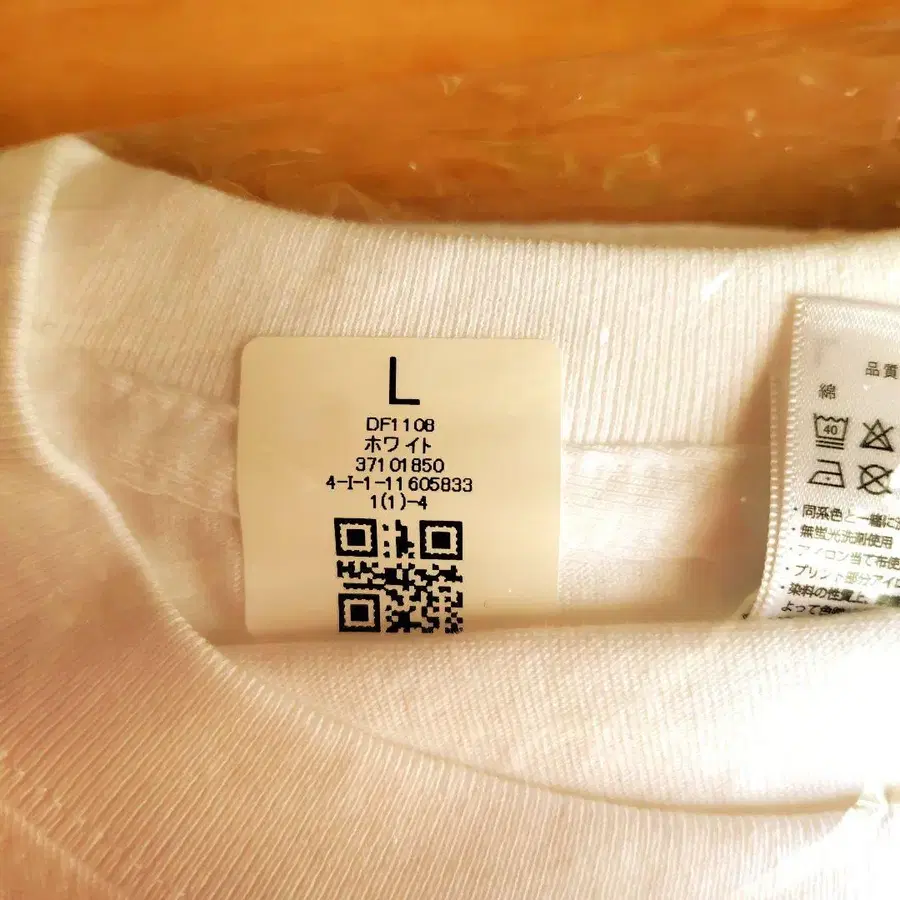 L
DF1108
ホワイト
37101850
4-I-1-11605833
1(1)-4
品質
綿
40
・同系色と一緒に
・無蛍光洗剤使用
・アイロン当て布使
・プリント部分アイロ
・染料の性質上、
よって色